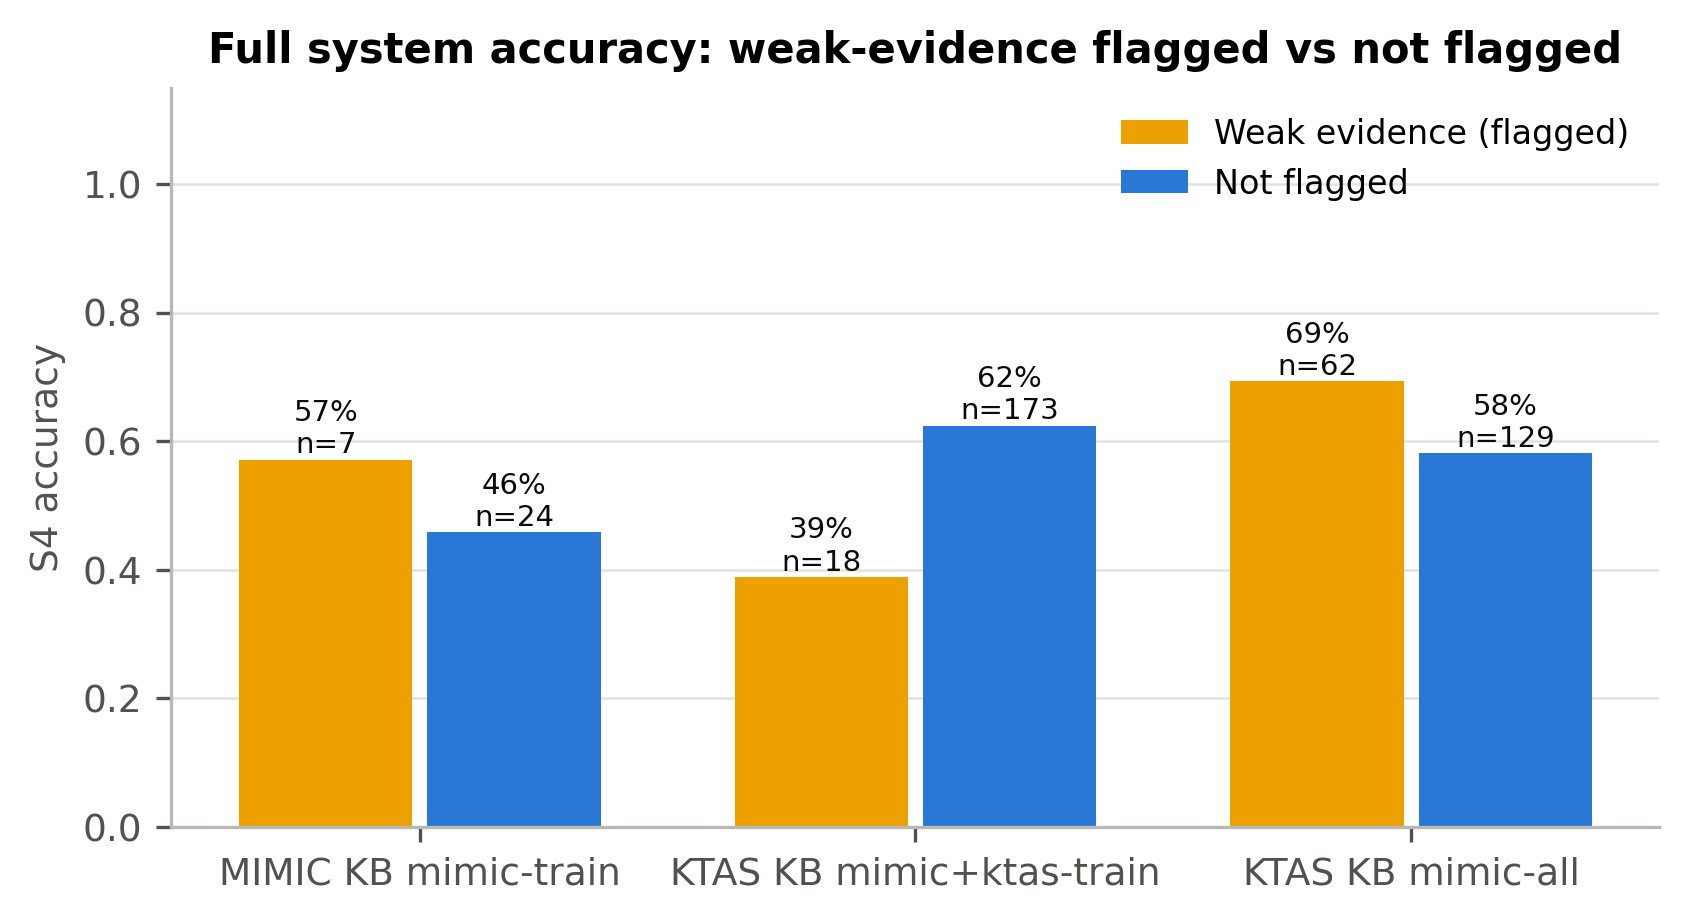 Full system accuracy: weak-evidence flagged vs not flagged
Weak evidence (flagged)
Not flagged
S4 accuracy
1.0
0.8
0.6
0.4
0.2
0.0
57%
n=7
46%
n=24
39%
n=18
62%
n=173
69%
n=62
58%
n=129
MIMIC KB mimic-train
KTAS KB mimic+ktas-train
KTAS KB mimic-all